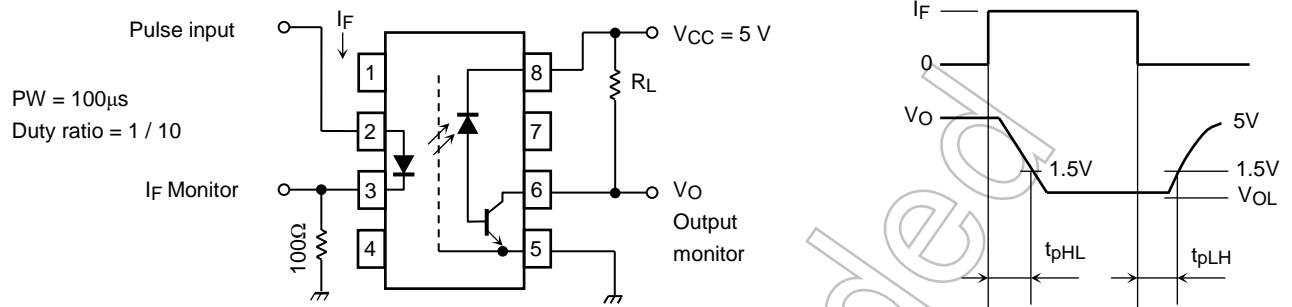 Pulse input
PW = 100μs
Duty ratio = 1 / 10
IF Monitor
100Ω
IF
1
2
3
4
8
7
6
5
VCC = 5 V
RL
VO
Output
monitor
IF
0
VO
5V
1.5V
1.5V
VOL
tpHL
tpLH